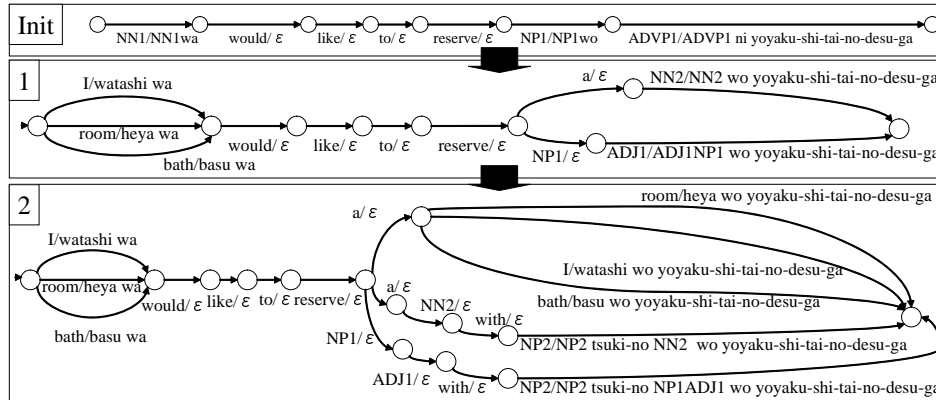 Init
NN1/NN1wa would/ ε like/ ε to/ ε reserve/ ε NP1/NP1wo ADVP1/ADVP1 ni yoyaku-shi-tai-no-desu-ga
1
I/watashi wa
room/heya wa
bath/basu wa
would/ ε like/ ε to/ ε reserve/ ε
a/ ε NN2/NN2 wo yoyaku-shi-tai-no-desu-ga
NP1/ ε ADJ1/ADJ1NP1 wo yoyaku-shi-tai-no-desu-ga
2
I/watashi wa
room/heya wa
bath/basu wa
would/ ε like/ ε to/ ε reserve/ ε
a/ ε room/heya wo yoyaku-shi-tai-no-desu-ga
I/watashi wo yoyaku-shi-tai-no-desu-ga
bath/basu wo yoyaku-shi-tai-no-desu-ga
a/ ε NN2/ ε with/ ε NP2/NP2 tsuki-no NN2 wo yoyaku-shi-tai-no-desu-ga
NP1/ ε ADJ1/ ε with/ ε NP2/NP2 tsuki-no NP1ADJ1 wo yoyaku-shi-tai-no-desu-ga